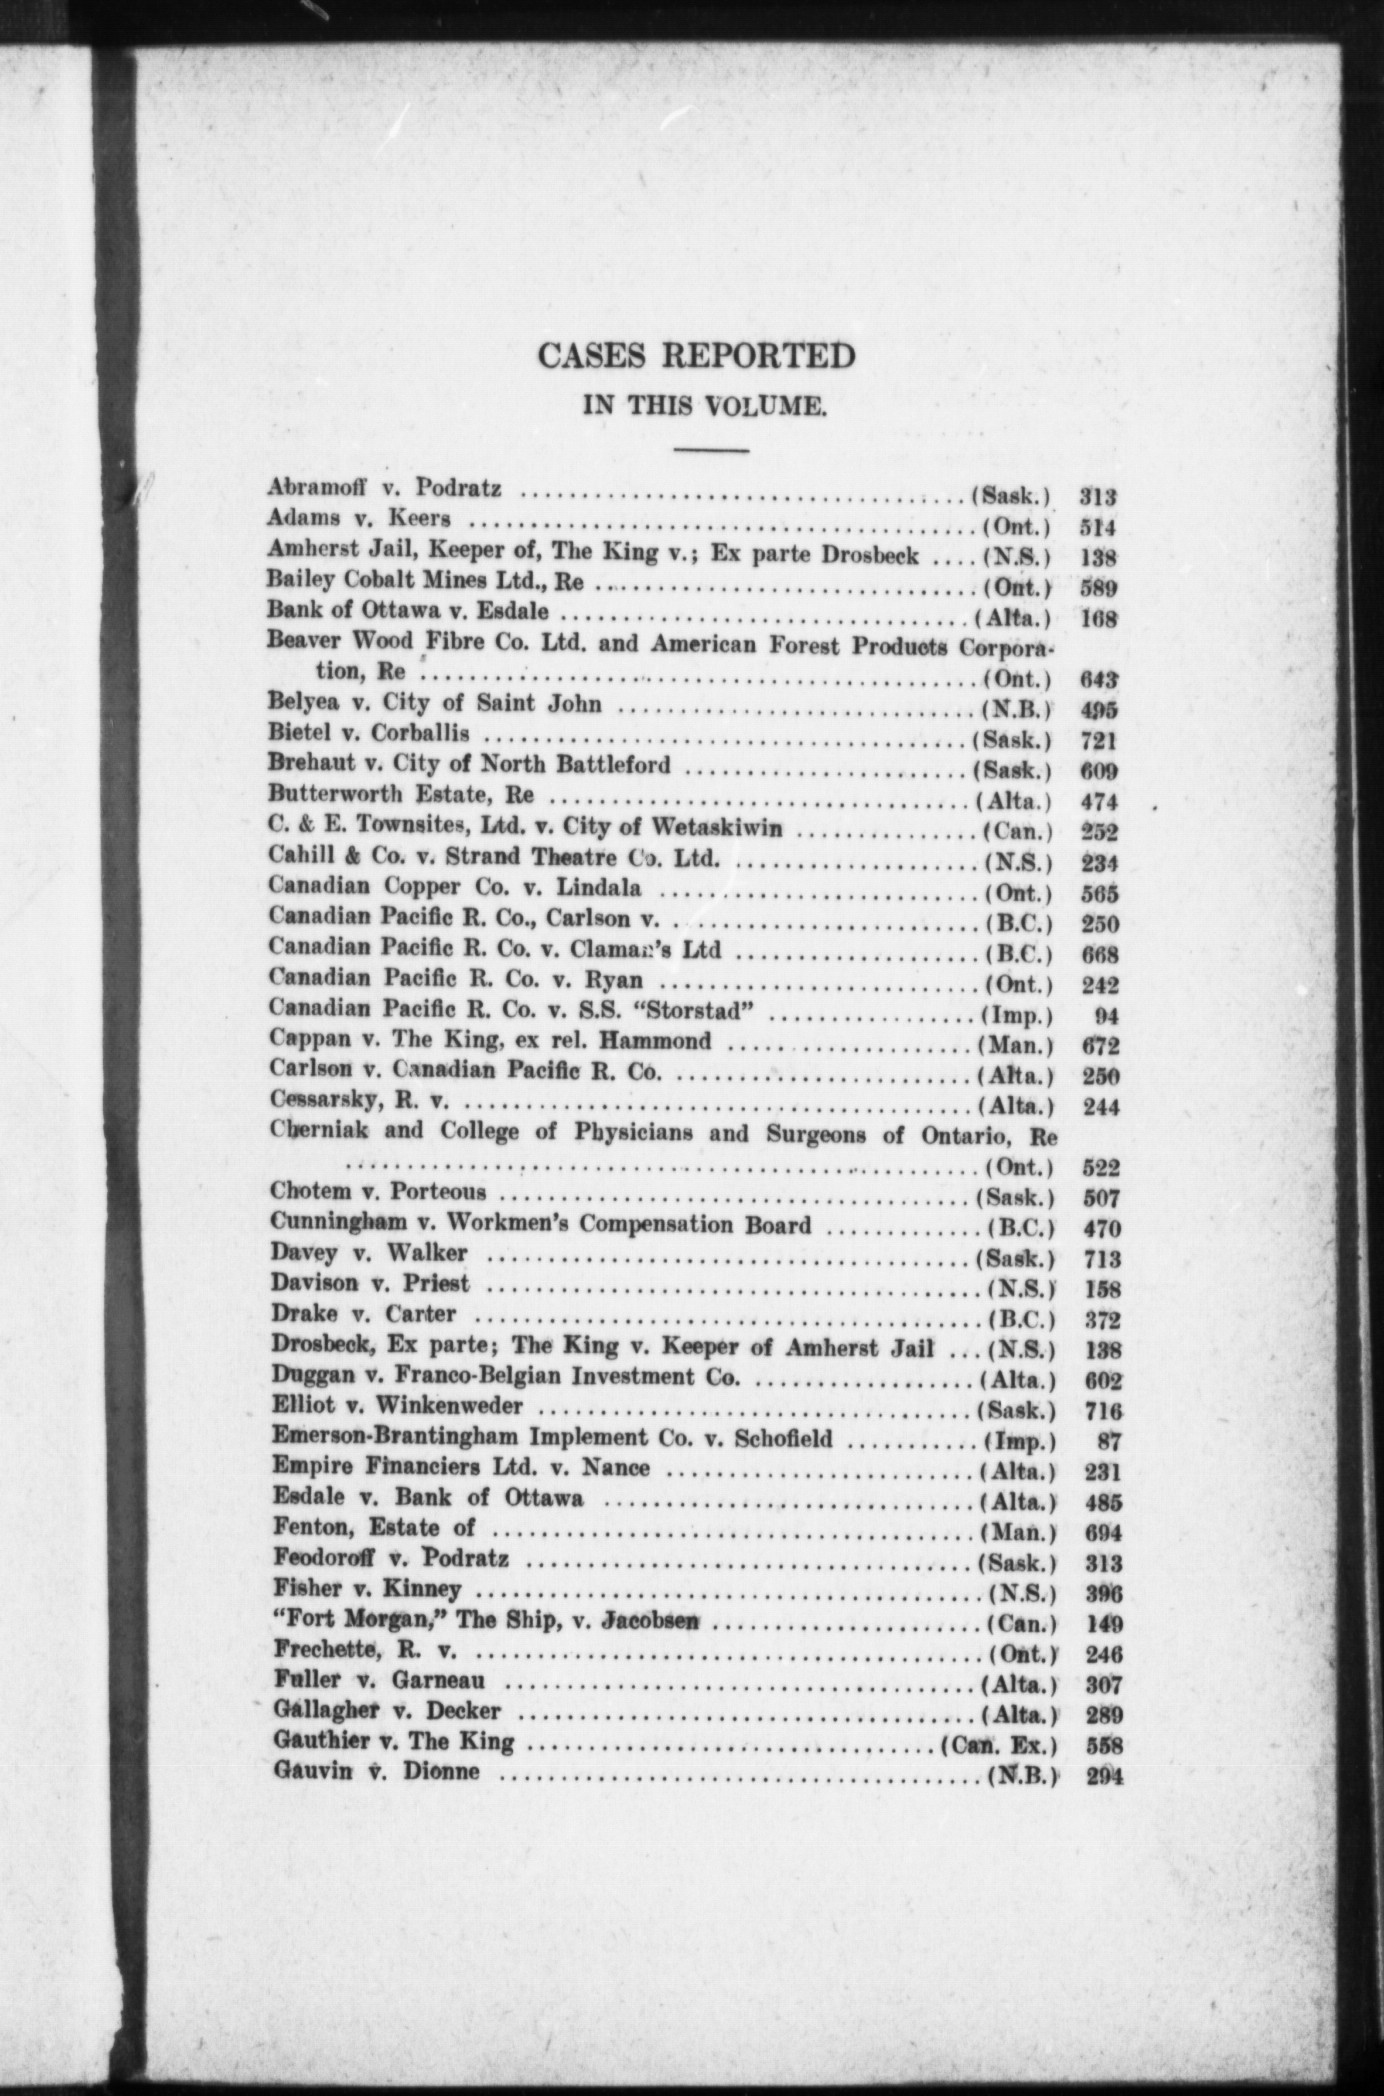 CASES REPORTED
IN THIS VOLUME.
Abramoff v. Podratz .................................... (Sask.) 313
Adams v. Keers ......................................... (Ont.) 514
Amherst Jail, Keeper of, The King v.; Ex parte Drosbeck .... (N.S.) 138
Bailey Cobalt Mines Ltd., Re ................................. (Ont.) 589
Bank of Ottawa v. Esdale .................................. (Alta.) 168
Beaver Wood Fibre Co. Ltd. and American Forest Products Corpora-
tion, Re ............................................. (Ont.) 643
Belyea v. City of Saint John ............................. (N.B.) 495
Bietel v. Corballis ....................................... (Sask.) 721
Brehaut v. City of North Battleford ....................... (Sask.) 609
Butterworth Estate, Re .................................. (Alta.) 474
C. & E. Townsites, Ltd. v. City of Wetaskiwin ............... (Can.) 252
Cahill & Co. v. Strand Theatre Co. Ltd. .................... (N.S.) 234
Canadian Copper Co. v. Lindala .......................... (Ont.) 565
Canadian Pacific R. Co., Carlson v. ......................... (B.C.) 250
Canadian Pacific R. Co. v. Claman's Ltd .................... (B.C.) 668
Canadian Pacific R. Co. v. Ryan .......................... (Ont.) 242
Canadian Pacific R. Co. v. S.S. “Storstad” ................. (Imp.) 94
Cappan v. The King, ex rel. Hammond .................... (Man.) 672
Carlson v. Canadian Pacific R. Co. ........................ (Alta.) 250
Cessarsky, R. v. ......................................... (Alta.) 244
Cherniak and College of Physicians and Surgeons of Ontario, Re
.................................................... (Ont.) 522
Chotem v. Porteous ...................................... (Sask.) 507
Cunningham v. Workmen's Compensation Board ............. (B.C.) 470
Davey v. Walker ....................................... (Sask.) 713
Davison v. Priest ........................................ (N.S.) 158
Drake v. Carter ......................................... (B.C.) 372
Drosbeck, Ex parte; The King v. Keeper of Amherst Jail ... (N.S.) 138
Duggan v. Franco-Belgian Investment Co. .................. (Alta.) 602
Elliot v. Winkenweder ................................... (Sask.) 716
Emerson-Brantingham Implement Co. v. Schofield ........... (Imp.) 87
Empire Financiers Ltd. v. Nance ......................... (Alta.) 231
Esdale v. Bank of Ottawa .............................. (Alta.) 485
Fenton, Estate of ....................................... (Man.) 694
Feodoroff v. Podratz .................................... (Sask.) 313
Fisher v. Kinney ......................................... (N.S.) 396
“Fort Morgan,” The Ship, v. Jacobsen ...................... (Can.) 149
Frechette, R. v. ......................................... (Ont.) 246
Fuller v. Garneau ...................................... (Alta.) 307
Gallagher v. Decker ..................................... (Alta.) 289
Gauthier v. The King ................................. (Can. Ex.) 558
Gauvin v. Dionne ....................................... (N.B.) 294